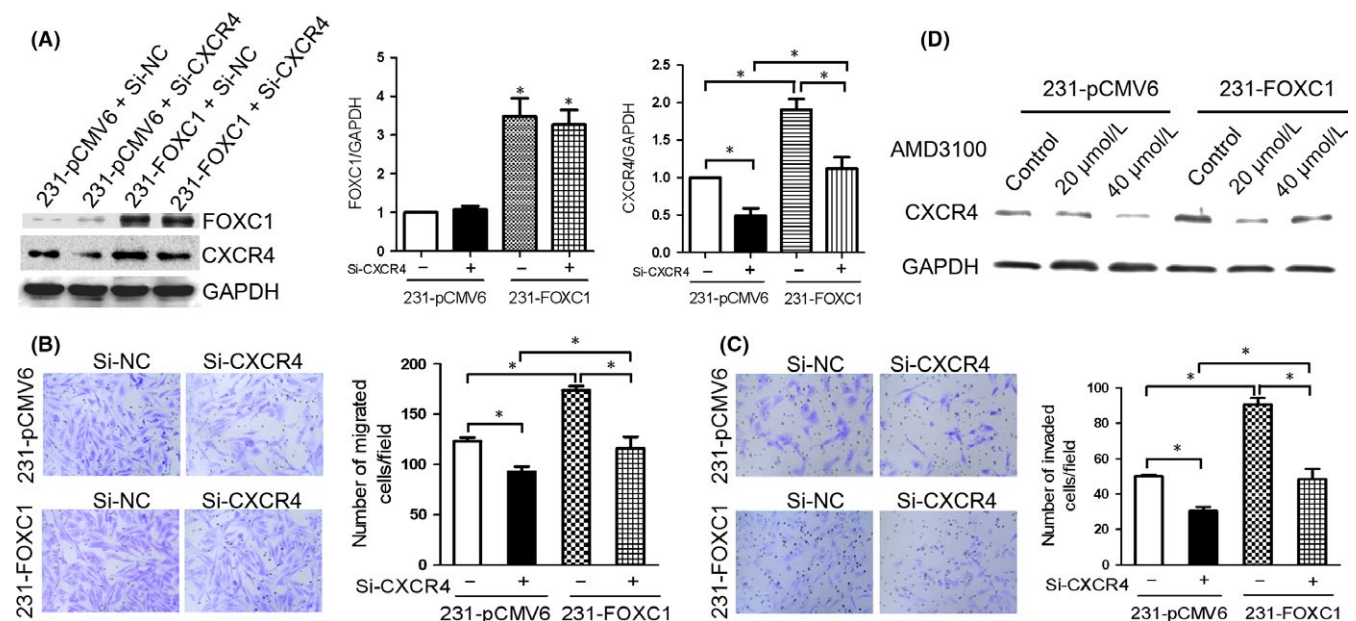 (A)
231-pCMV6 + Si-NC
231-pCMV6 + Si-CXCR4
231-FOXC1 + Si-NC
231-FOXC1 + Si-CXCR4
FOXC1
CXCR4
GAPDH
FOXC1/GAPDH
5
4
3
2
1
0
* *
Si-CXCR4 − + − +
231-pCMV6 231-FOXC1
CXCR4/GAPDH
2.5
2.0
1.5
1.0
0.5
0.0
*
* *
*
Si-CXCR4 − + − +
231-pCMV6 231-FOXC1
(D)
231-pCMV6 231-FOXC1
AMD3100
Control
20 μmol/L
40 μmol/L
Control
20 μmol/L
40 μmol/L
CXCR4
GAPDH
(B)
Si-NC Si-CXCR4
231-pCMV6
Si-NC Si-CXCR4
231-FOXC1
Number of migrated
cells/field
200
150
100
50
0
*
* *
*
Si-CXCR4 − + − +
231-pCMV6 231-FOXC1
(C)
Si-NC Si-CXCR4
231-pCMV6
Si-NC Si-CXCR4
231-FOXC1
Number of invaded
cells/field
100
80
60
40
20
0
*
* *
*
Si-CXCR4 − + − +
231-pCMV6 231-FOXC1